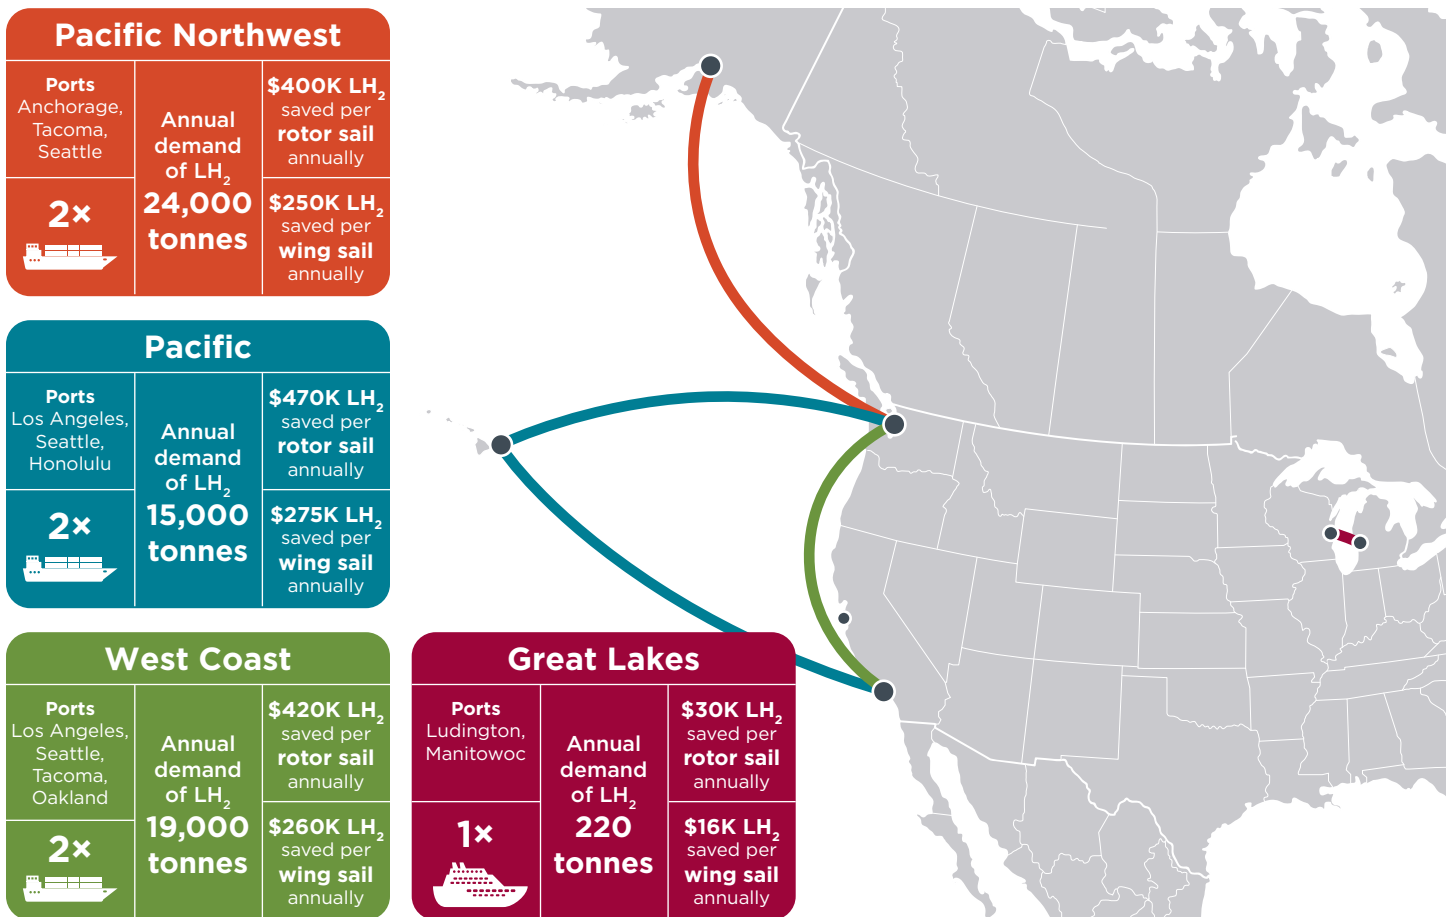 Pacific Northwest
Ports
Anchorage,
Tacoma,
Seattle
2×
Annual
demand
of LH₂
24,000
tonnes
$400K LH₂
saved per
rotor sail
annually
$250K LH₂
saved per
wing sail
annually
Pacific
Ports
Los Angeles,
Seattle,
Honolulu
2×
Annual
demand
of LH₂
15,000
tonnes
$470K LH₂
saved per
rotor sail
annually
$275K LH₂
saved per
wing sail
annually
West Coast
Ports
Los Angeles,
Seattle,
Tacoma,
Oakland
2×
Annual
demand
of LH₂
19,000
tonnes
$420K LH₂
saved per
rotor sail
annually
$260K LH₂
saved per
wing sail
annually
Great Lakes
Ports
Ludington,
Manitowoc
1×
Annual
demand
of LH₂
220
tonnes
$30K LH₂
saved per
rotor sail
annually
$16K LH₂
saved per
wing sail
annually